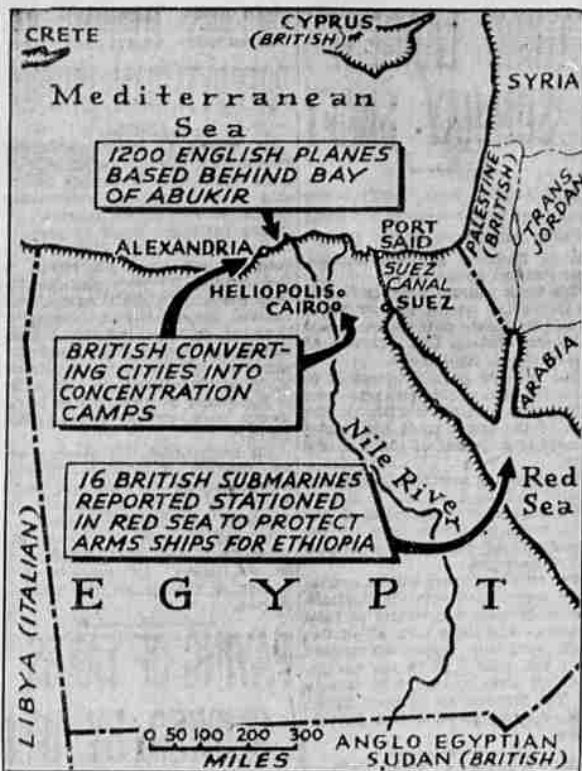 CRETE
CYPRUS
(BRITISH)
SYRIA
Mediterranean
Sea
1200 ENGLISH PLANES
BASED BEHIND BAY
OF ABUKIR
PALESTINE
(BRITISH)
TRANS
JORDAN
PORT
SAID
ALEXANDRIA
SUEZ
CANAL
HELIOPOLIS
CAIRO
SUEZ
ARABIA
BRITISH CONVERT-
ING CITIES INTO
CONCENTRATION
CAMPS
Nile River
Red
Sea
16 BRITISH SUBMARINES
REPORTED STATIONED
IN RED SEA TO PROTECT
ARMS SHIPS FOR ETHIOPIA
EGYPT
LIBYA (ITALIAN)
0 50 100 200 300
MILES
ANGLO EGYPTIAN
SUDAN (BRITISH)